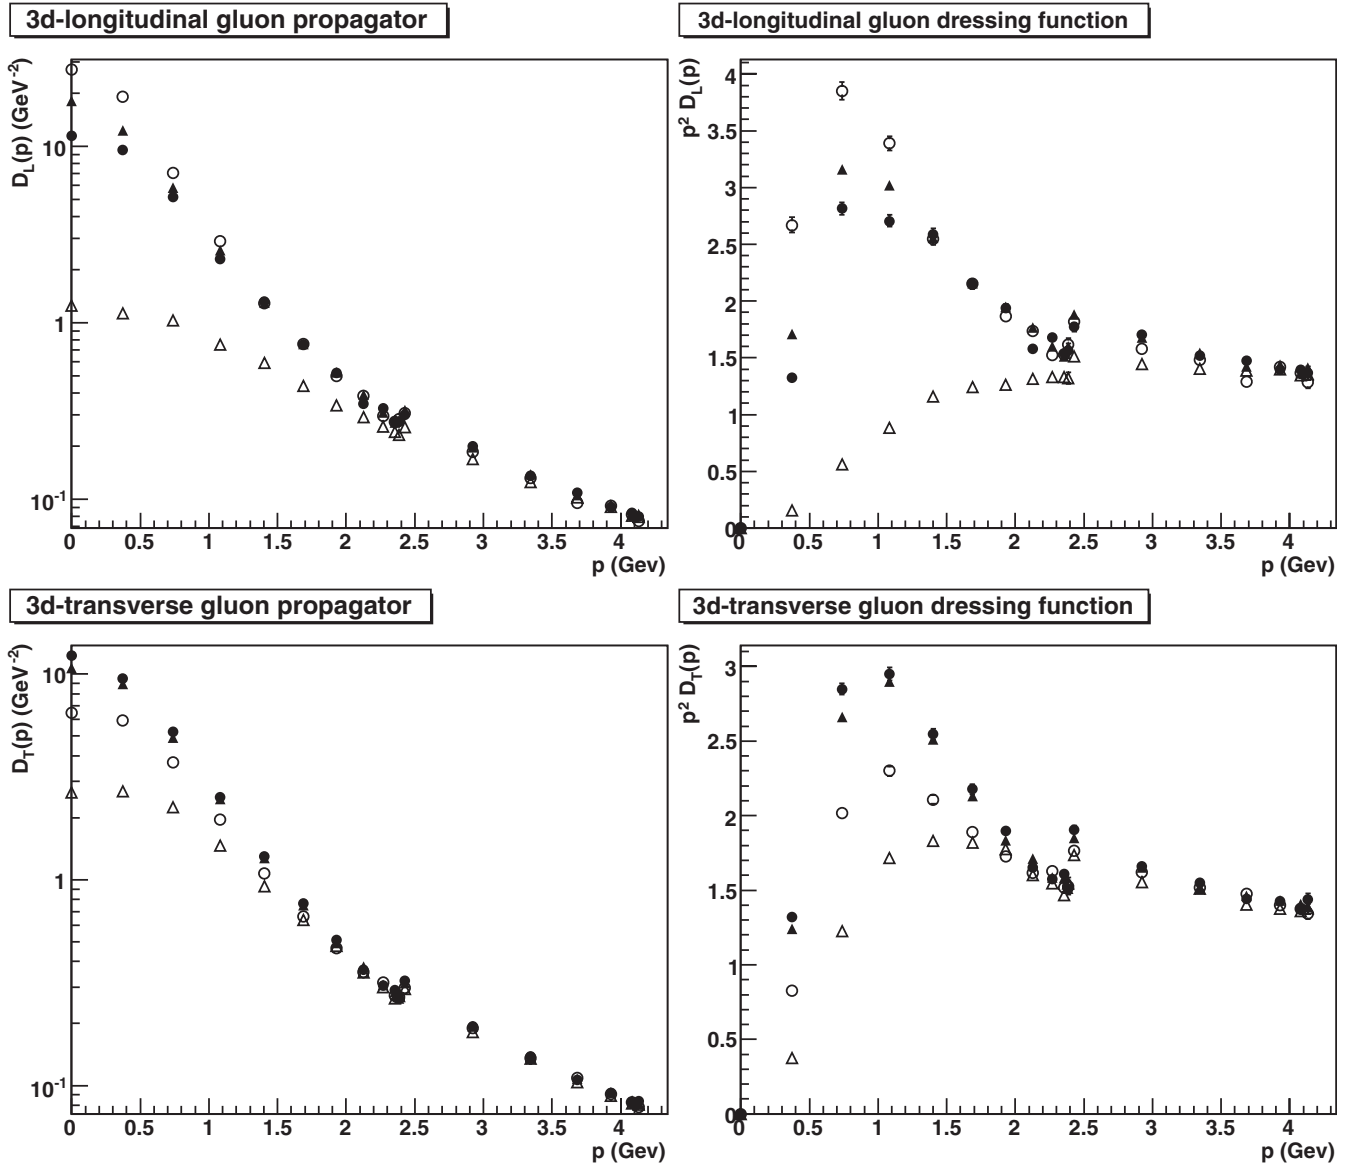 3d-longitudinal gluon propagator
D_L(p) (GeV⁻²)
10
1
10⁻¹
0 0.5 1 1.5 2 2.5 3 3.5 4
p (Gev)
3d-longitudinal gluon dressing function
p² D_L(p)
4
3.5
3
2.5
2
1.5
1
0.5
0
0 0.5 1 1.5 2 2.5 3 3.5 4
p (Gev)
3d-transverse gluon propagator
D_T(p) (GeV⁻²)
10
1
10⁻¹
0 0.5 1 1.5 2 2.5 3 3.5 4
p (Gev)
3d-transverse gluon dressing function
p² D_T(p)
3
2.5
2
1.5
1
0.5
0
0 0.5 1 1.5 2 2.5 3 3.5 4
p (Gev)